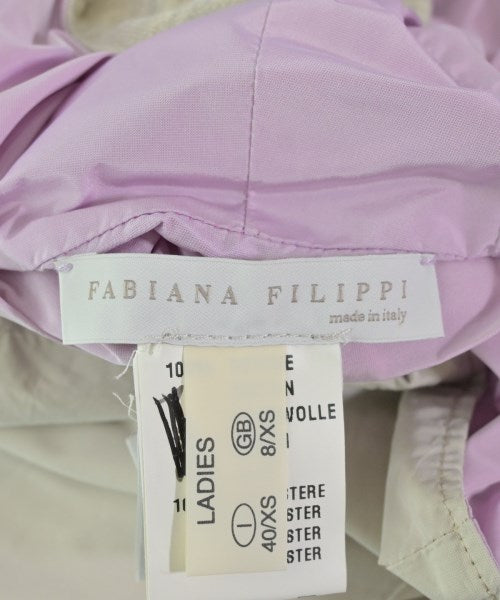 FABIANA FILIPPI
made in italy
10
E
N
WOLLE
LADIES
GB 8/XS
I 40/XS
10
STERE
STER
STER
STER